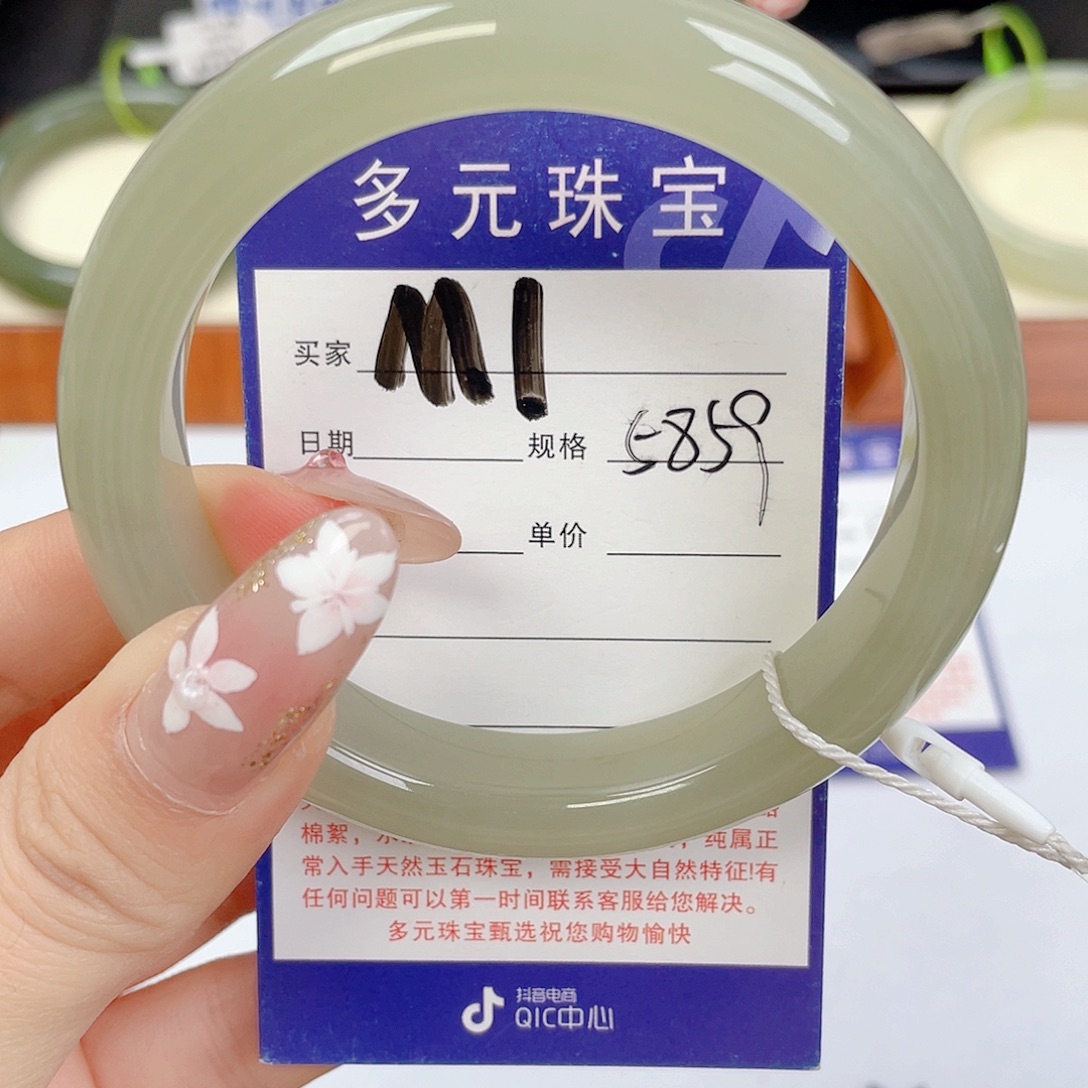 多元珠宝
买家 M1
日期 规格 5859
单价
棉絮，
，纯属正
常入手天然玉石珠宝，需接受大自然特征!有
任何问题可以第一时间联系客服给您解决。
多元珠宝甄选祝您购物愉快
抖音电商
QIC中心